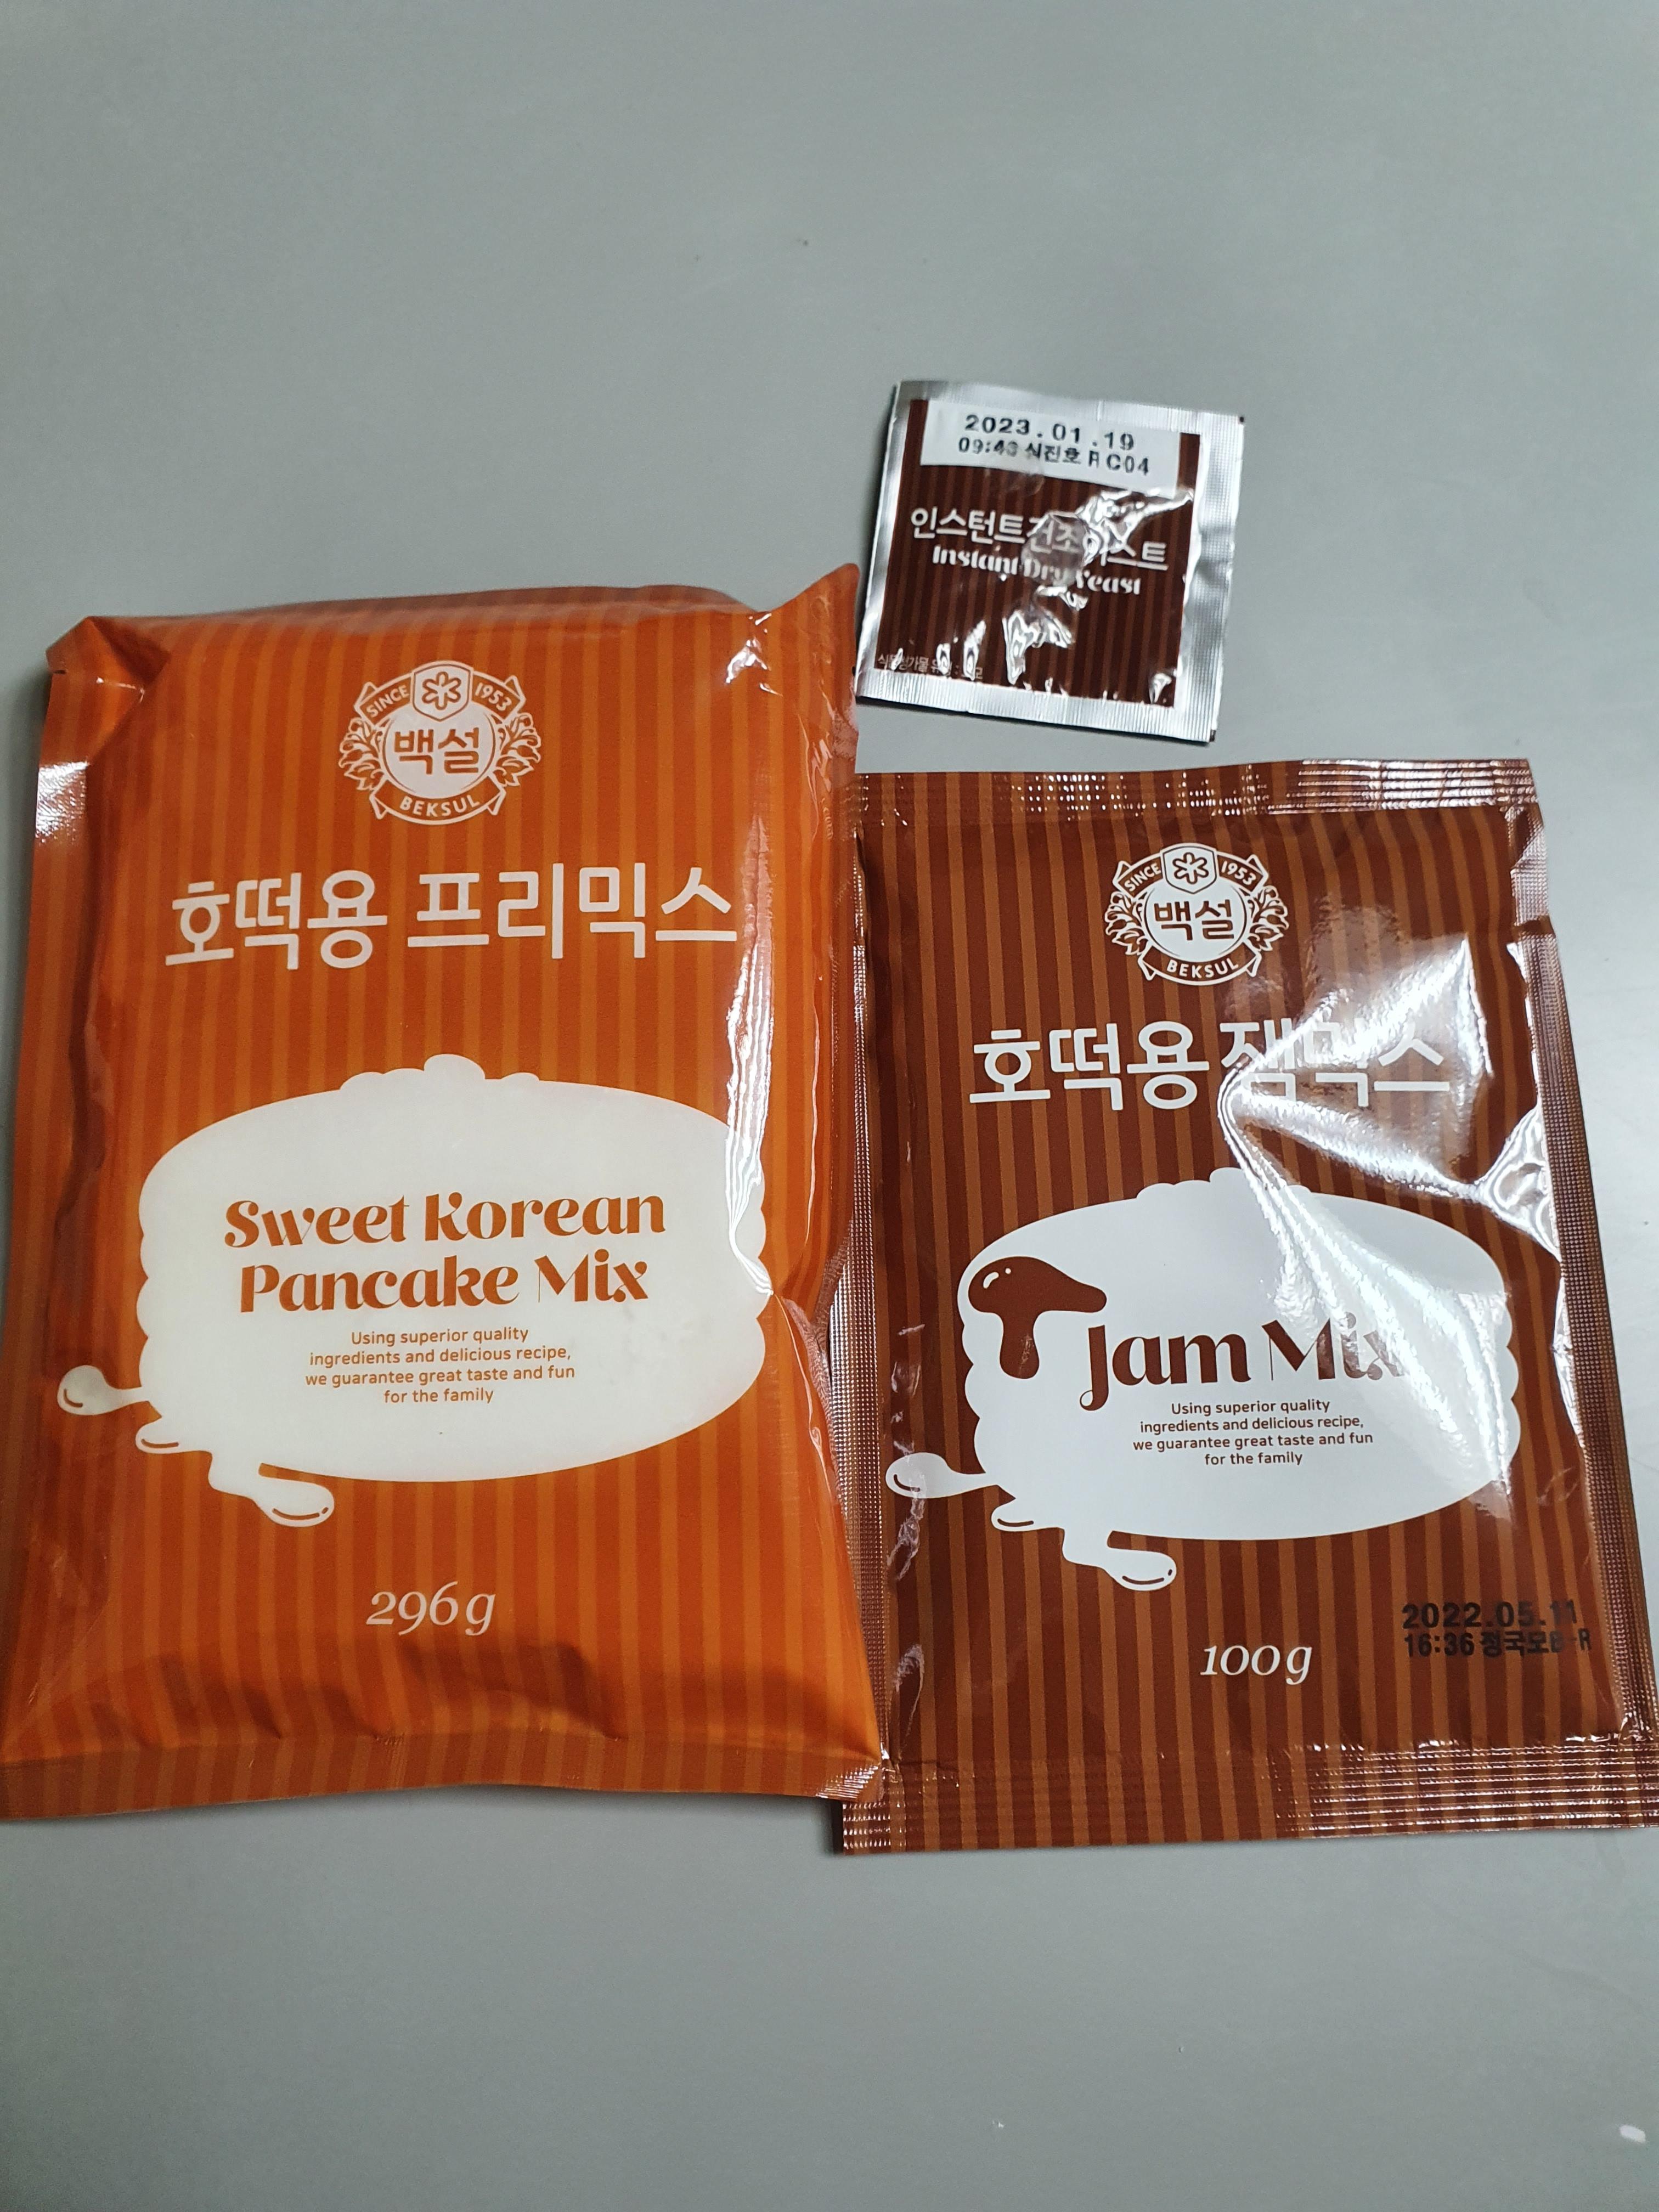 2023.01.19
09:43 식진호 R C04
인스턴트건조이스트
Instant Dry Yeast
SINCE 1953
백설
BEKSUL
호떡용 프리믹스
Sweet Korean
Pancake Mix
Using superior quality
ingredients and delicious recipe,
we guarantee great taste and fun
for the family
296g
SINCE 1953
백설
BEKSUL
호떡용 잼믹스
Jam Mix
Using superior quality
ingredients and delicious recipe,
we guarantee great taste and fun
for the family
100g
2022.05.11
16:36